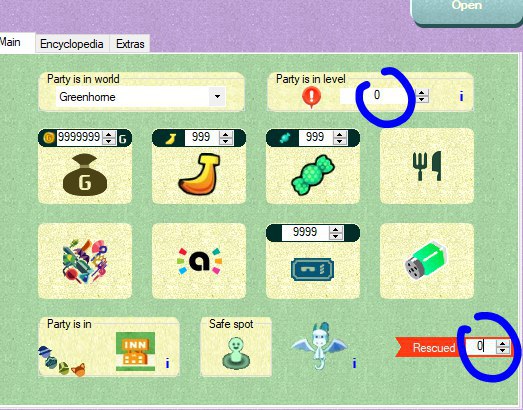 Open
Main
Encyclopedia
Extras
Party is in world
Greenhorne
Party is in level
0
i
9999999
G
999
999
G
a
9999
Party is in
INN
i
Safe spot
i
Rescued
0